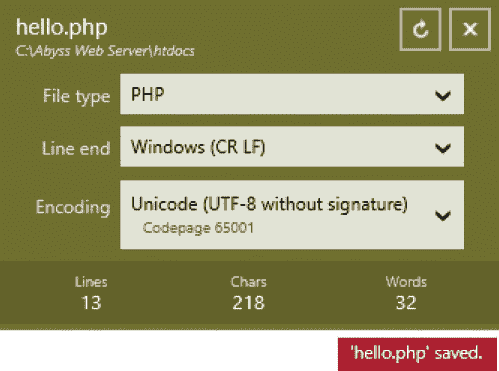 hello.php
C:\Abyss Web Server\htdocs
File type PHP
Line end Windows (CR LF)
Encoding Unicode (UTF-8 without signature)
Codepage 65001
Lines Chars Words
13 218 32
'hello.php' saved.